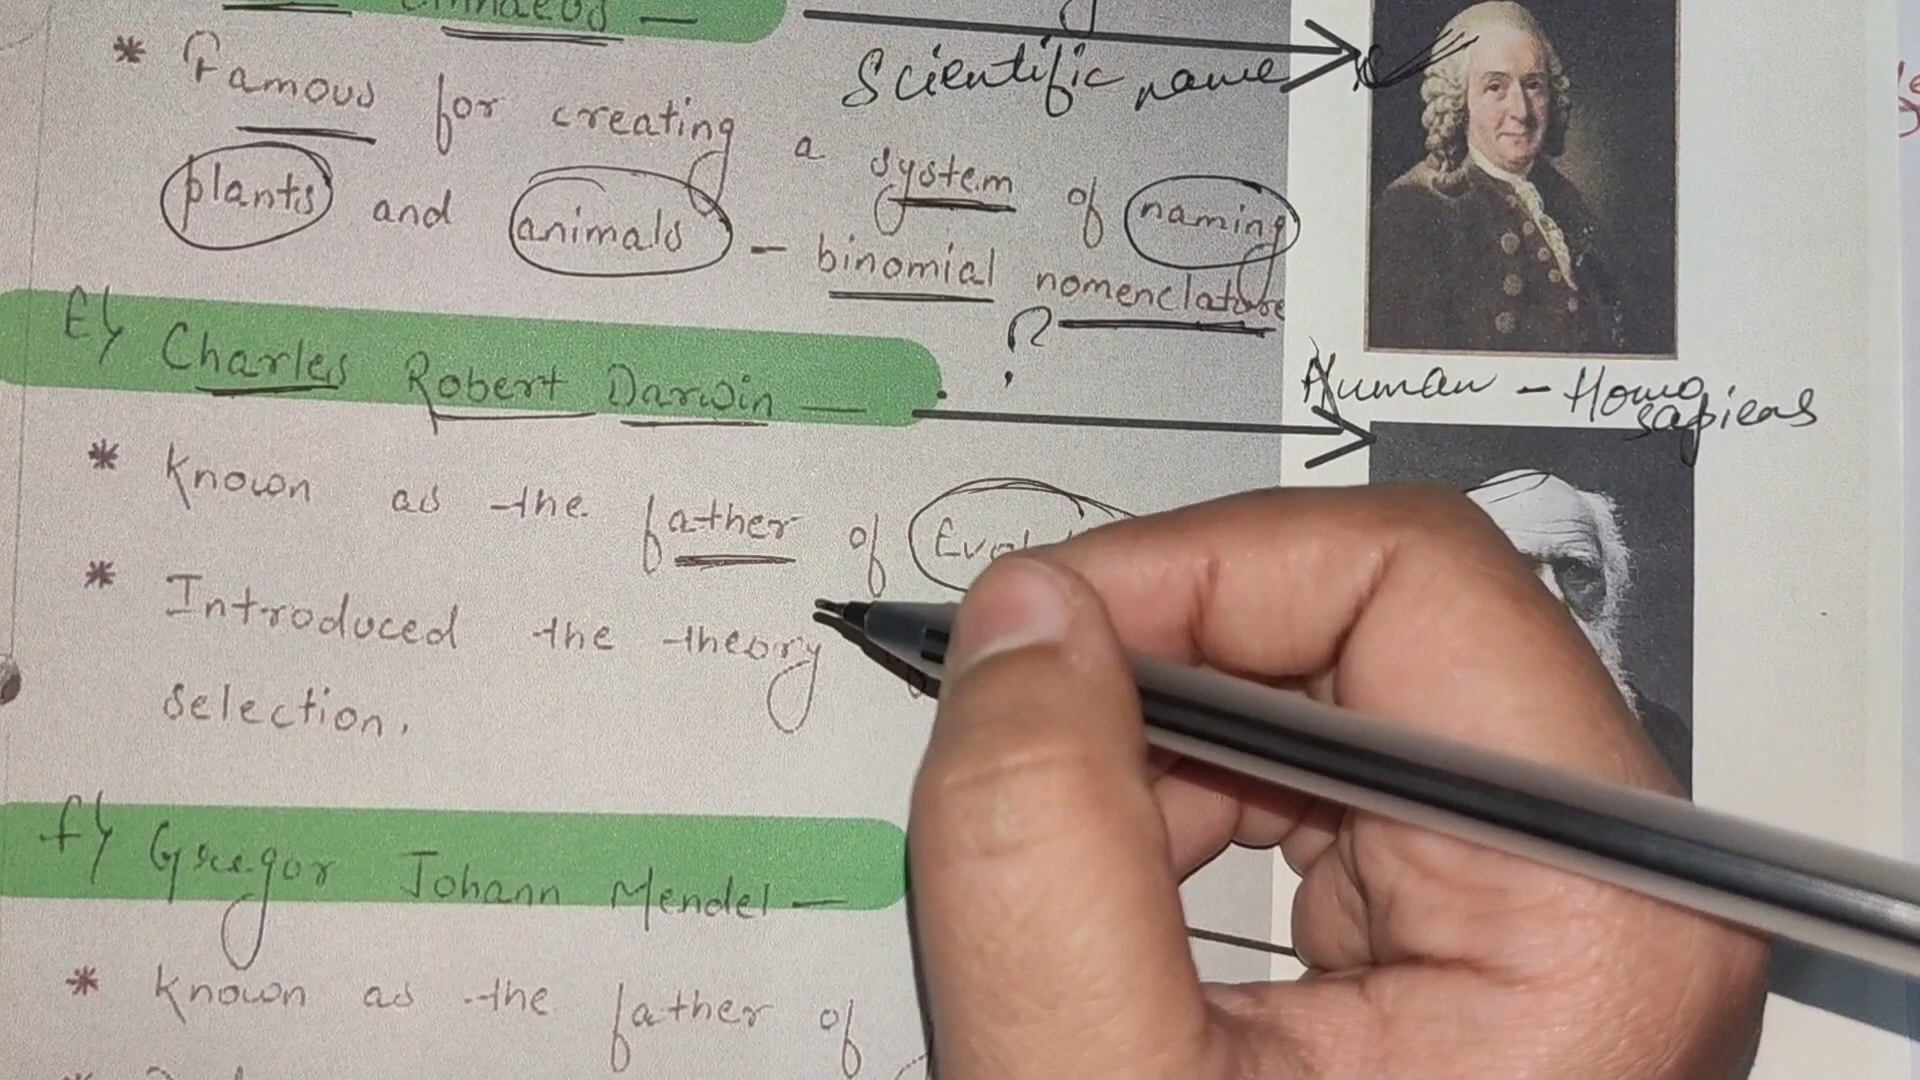 * Famous for creating a system of naming
Scientific name
plants and animals - binomial nomenclature
?
Human - Homo
sapiens
E) Charles Robert Darwin —
* Known as the father of
* Introduced the theory
selection.
f) Gregor Johann Mendel —
* Known as the father of